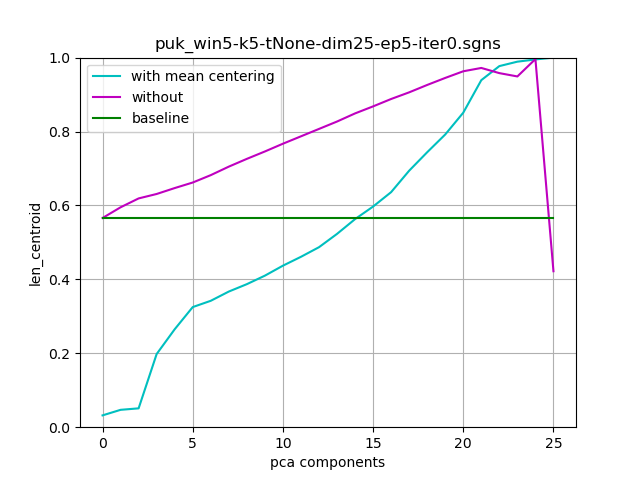 puk_win5-k5-tNone-dim25-ep5-iter0.sgns
with mean centering
without
baseline
1.0
0.8
0.6
0.4
0.2
0.0
len_centroid
0 5 10 15 20 25
pca components